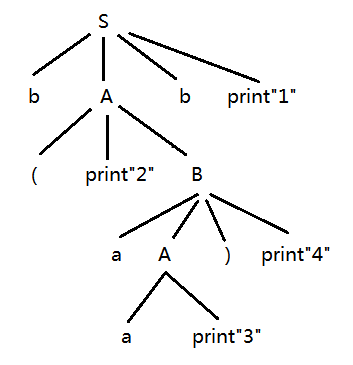 S
b A b print"1"
( print"2" B
a A ) print"4"
a print"3"